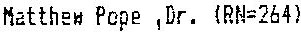 Matthew Pope ,Dr. (RN=264)